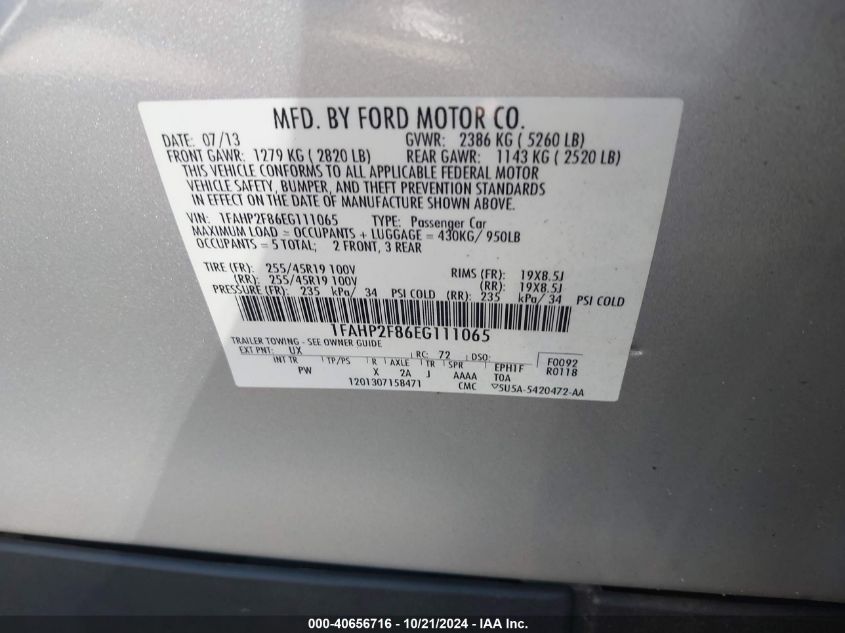 MFD. BY FORD MOTOR CO.
DATE: 07/13 GVWR: 2386 KG ( 5260 LB)
FRONT GAWR: 1279 KG ( 2820 LB) REAR GAWR: 1143 KG ( 2520 LB)
THIS VEHICLE CONFORMS TO ALL APPLICABLE FEDERAL MOTOR
VEHICLE SAFETY, BUMPER, AND THEFT PREVENTION STANDARDS
IN EFFECT ON THE DATE OF MANUFACTURE SHOWN ABOVE.
VIN: 1FAHP2F86EG111065 TYPE: Passenger Car
MAXIMUM LOAD = OCCUPANTS + LUGGAGE = 430KG/ 950LB
OCCUPANTS = 5 TOTAL; 2 FRONT, 3 REAR
TIRE (FR): 255/45R19 100V RIMS (FR): 19X8.5J
(RR): 255/45R19 100V (RR): 19X8.5J
PRESSURE (FR): 235 kPa/ 34 PSI COLD (RR): 235 kPa/ 34 PSI COLD
1FAHP2F86EG111065
TRAILER TOWING - SEE OWNER GUIDE
EXT PNT: UX RC: 72 DSO: F0092
INT TR TP/PS R AXLE TR SPR EPH1F R0118
PW X 2A J AAAA TOA
1201307158471 CMC ▽SU5A-5420472-AA
000-40656716 - 10/21/2024 - IAA Inc.